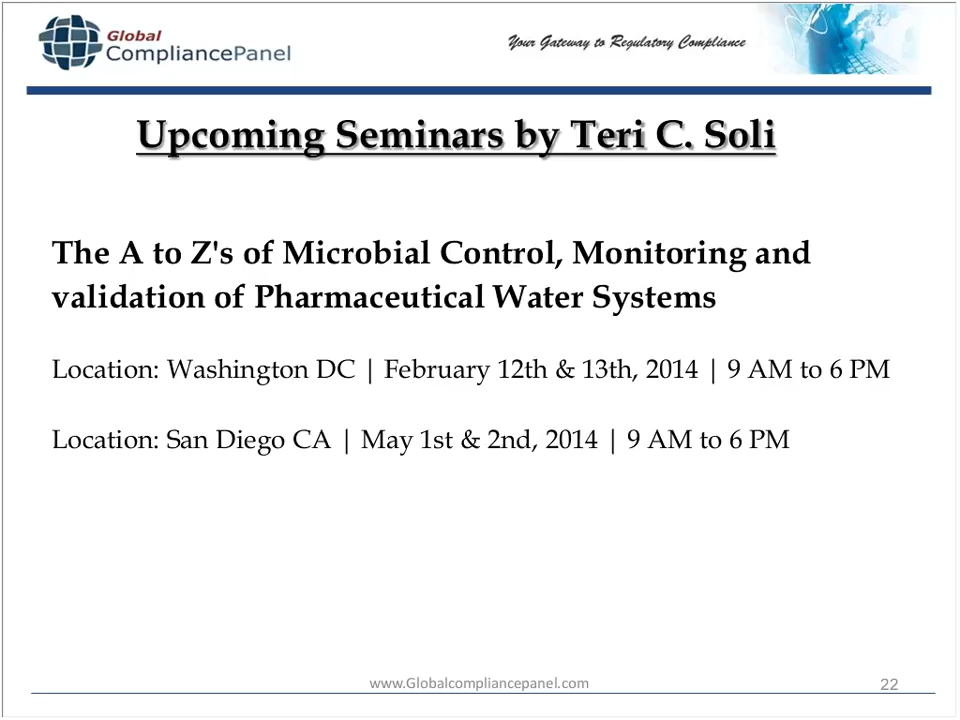 Global
CompliancePanel
Your Gateway to Regulatory Compliance
Upcoming Seminars by Teri C. Soli
The A to Z's of Microbial Control, Monitoring and
validation of Pharmaceutical Water Systems
Location: Washington DC | February 12th & 13th, 2014 | 9 AM to 6 PM
Location: San Diego CA | May 1st & 2nd, 2014 | 9 AM to 6 PM
www.Globalcompliancepanel.com
22